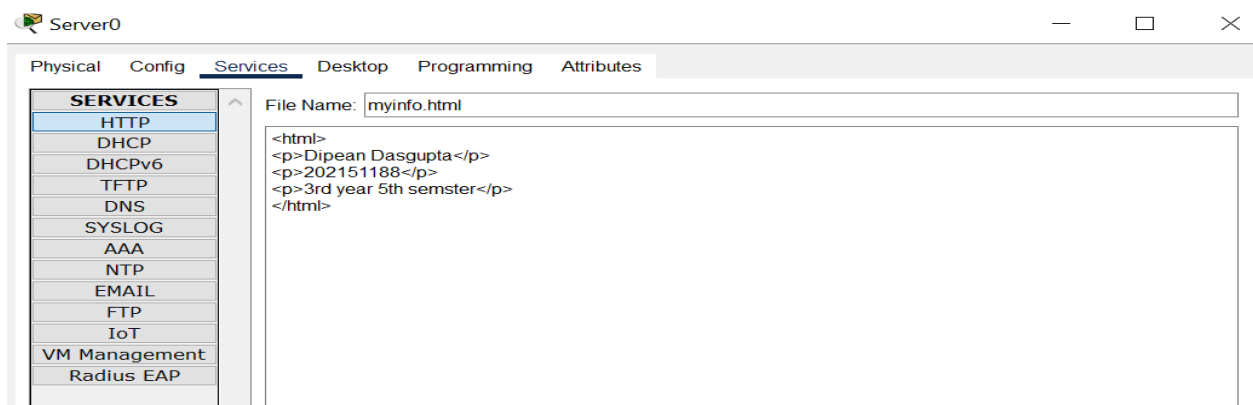 Server0
Physical Config Services Desktop Programming Attributes
SERVICES
HTTP
DHCP
DHCPv6
TFTP
DNS
SYSLOG
AAA
NTP
EMAIL
FTP
IoT
VM Management
Radius EAP
File Name: myinfo.html
<html>
<p>Dipean Dasgupta</p>
<p>202151188</p>
<p>3rd year 5th semster</p>
</html>